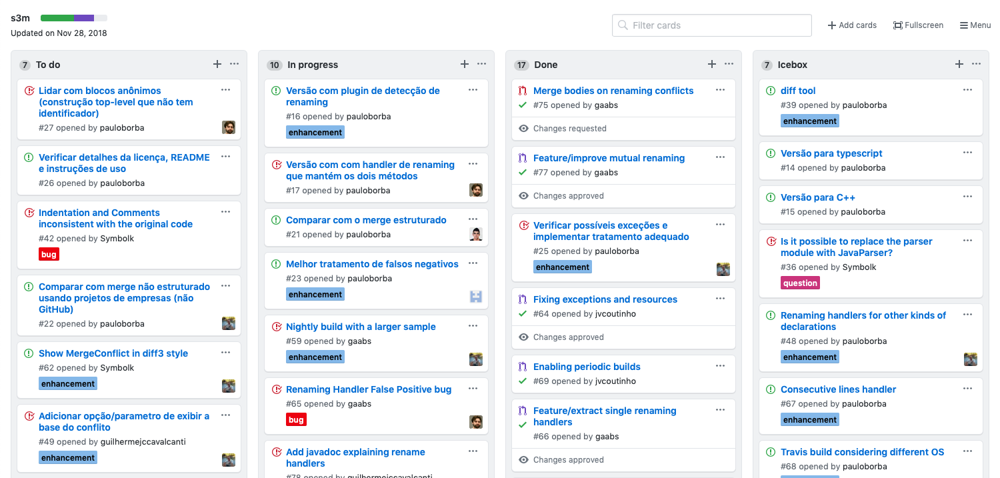 s3m
Updated on Nov 28, 2018
Filter cards
Add cards
Fullscreen
Menu
7 To do
Lidar com blocos anônimos
(construção top-level que não tem
identificador)
#27 opened by pauloborba
Verificar detalhes da licença, README
e instruções de uso
#26 opened by pauloborba
Indentation and Comments
inconsistent with the original code
#42 opened by Symbolk
bug
Comparar com merge não estruturado
usando projetos de empresas (não
GitHub)
#22 opened by pauloborba
Show MergeConflict in diff3 style
#62 opened by Symbolk
enhancement
Adicionar opção/parametro de exibir a
base do conflito
#49 opened by guilhermejccavalcanti
enhancement
10 In progress
Versão com plugin de detecção de
renaming
#16 opened by pauloborba
enhancement
Versão com com handler de renaming
que mantém os dois métodos
#17 opened by pauloborba
Comparar com o merge estruturado
#21 opened by pauloborba
Melhor tratamento de falsos negativos
#23 opened by pauloborba
enhancement
Nightly build with a larger sample
#59 opened by gaabs
enhancement
Renaming Handler False Positive bug
#65 opened by gaabs
bug
Add javadoc explaining rename
handlers
#78 opened by guilhermejccavalcanti
17 Done
Merge bodies on renaming conflicts
#75 opened by gaabs
Changes requested
Feature/improve mutual renaming
#77 opened by gaabs
Changes approved
Verificar possíveis exceções e
implementar tratamento adequado
#25 opened by pauloborba
enhancement
Fixing exceptions and resources
#64 opened by jvcoutinho
Changes approved
Enabling periodic builds
#69 opened by jvcoutinho
Feature/extract single renaming
handlers
#66 opened by gaabs
Changes approved
7 Icebox
diff tool
#39 opened by pauloborba
enhancement
Versão para typescript
#14 opened by pauloborba
Versão para C++
#15 opened by pauloborba
Is it possible to replace the parser
module with JavaParser?
#36 opened by Symbolk
question
Renaming handlers for other kinds of
declarations
#48 opened by pauloborba
enhancement
Consecutive lines handler
#67 opened by pauloborba
enhancement
Travis build considering different OS
#68 opened by pauloborba